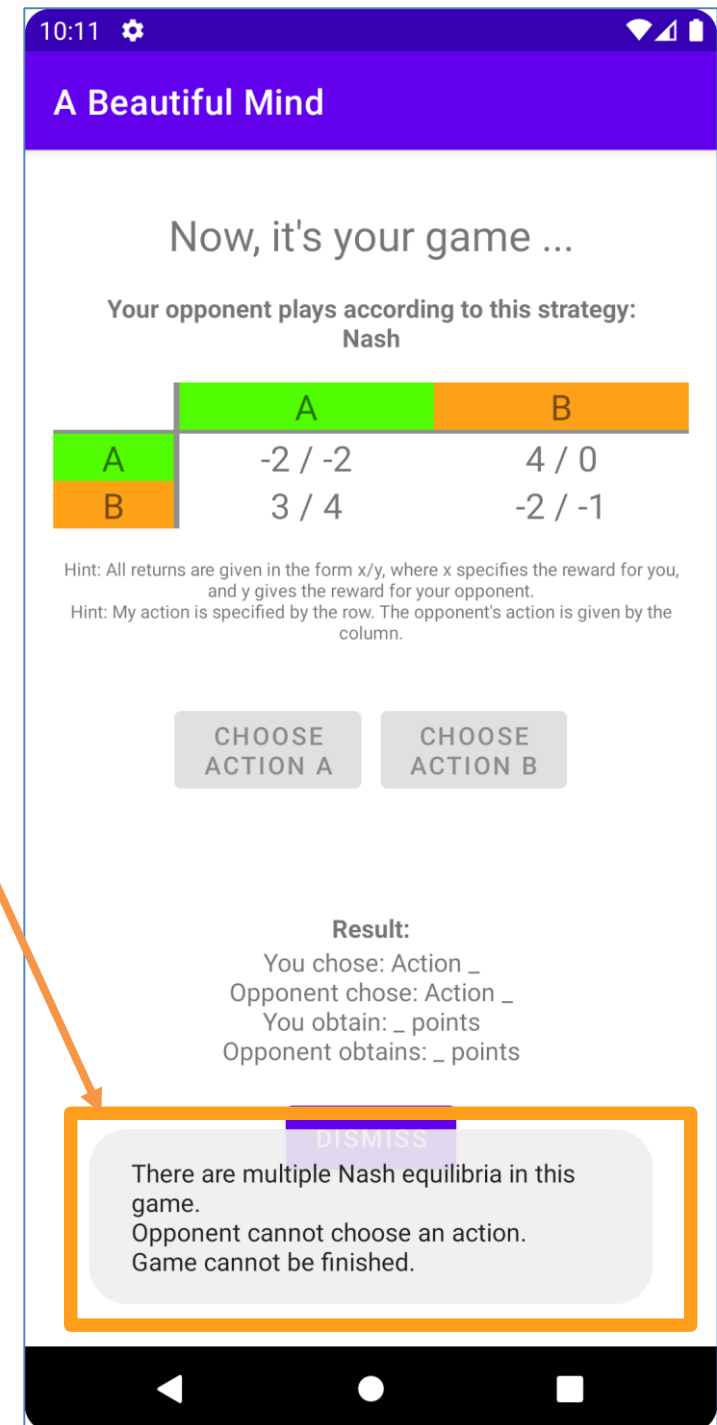 10:11
A Beautiful Mind
Now, it's your game ...
Your opponent plays according to this strategy:
Nash
A B
A -2 / -2 4 / 0
B 3 / 4 -2 / -1
Hint: All returns are given in the form x/y, where x specifies the reward for you,
and y gives the reward for your opponent.
Hint: My action is specified by the row. The opponent's action is given by the
column.
CHOOSE CHOOSE
ACTION A ACTION B
Result:
You chose: Action _
Opponent chose: Action _
You obtain: _ points
Opponent obtains: _ points
DISMISS
There are multiple Nash equilibria in this
game.
Opponent cannot choose an action.
Game cannot be finished.